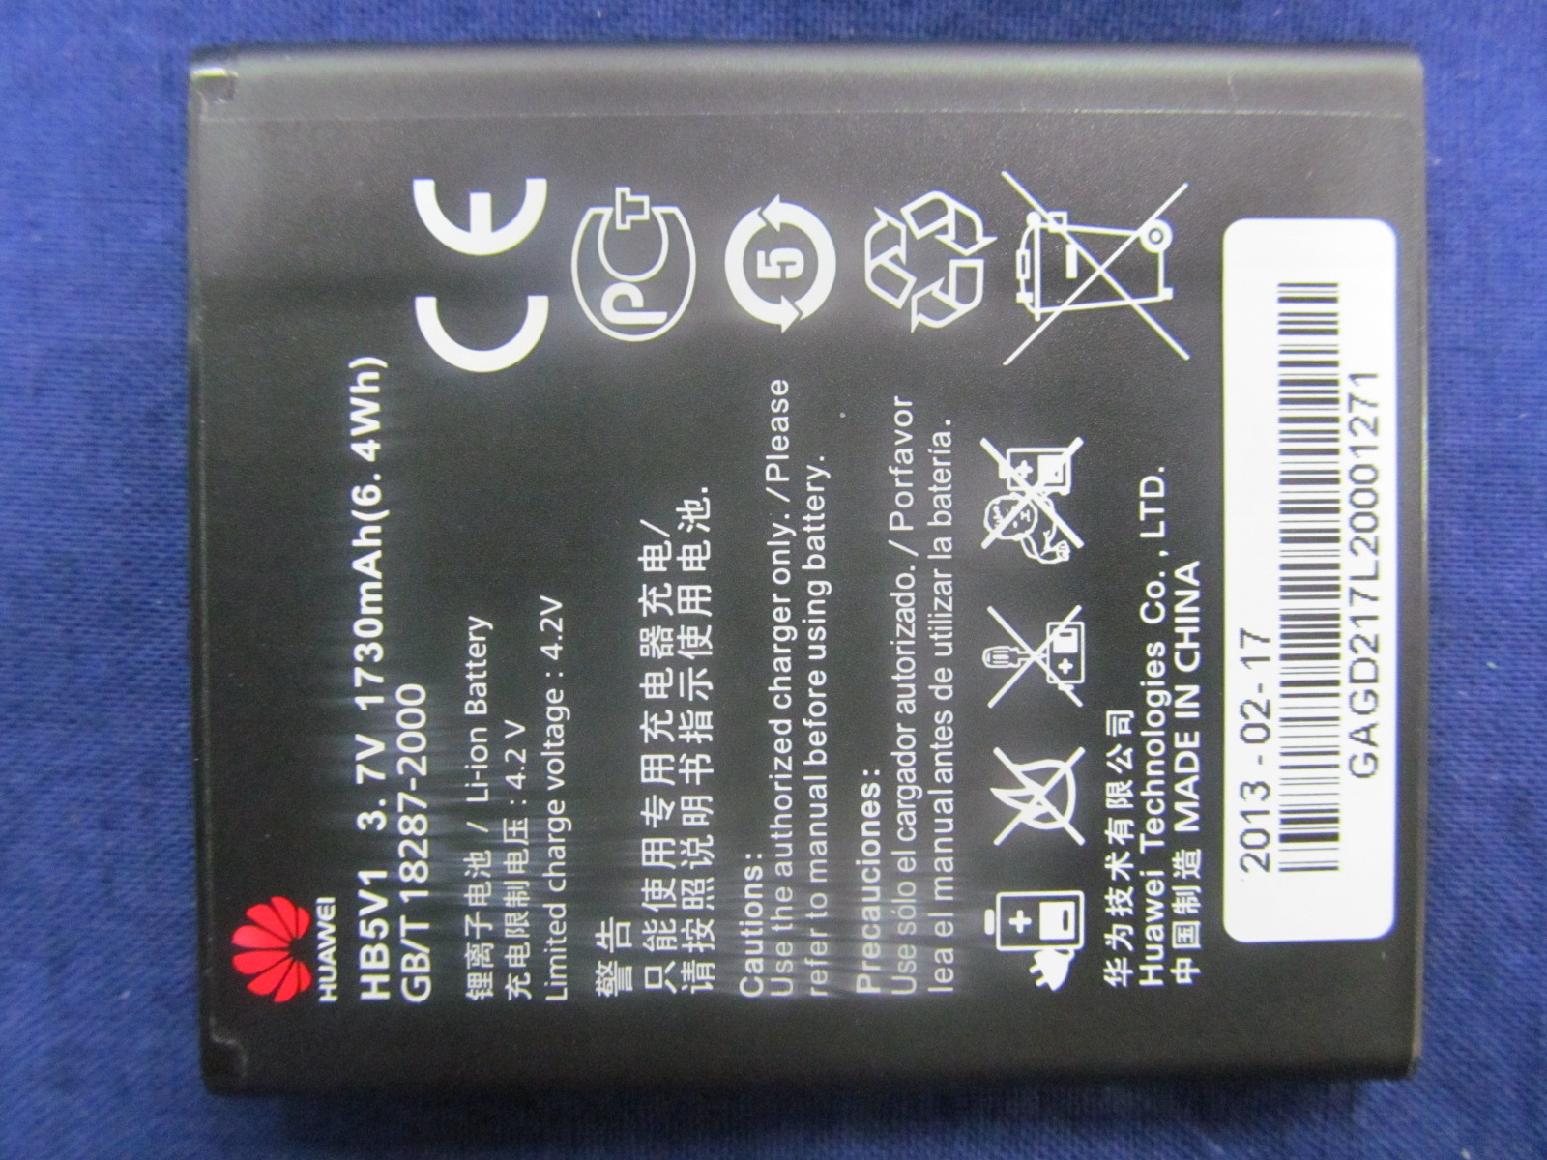 HUAWEI
HB5V1 3.7V 1730mAh(6.4Wh)
GB/T 18287-2000
锂离子电池 / Li-ion Battery
充电限制电压 : 4.2 V
Limited charge voltage : 4.2V
警告
只能使用专用充电器充电/
请按照说明书指示使用电池.
Cautions:
Use the authorized charger only. /Please
refer to manual before using battery.
Precauciones:
Use sólo el cargador autorizado. / Porfavor
lea el manual antes de utilizar la batería.
CE
PCT
5
华为技术有限公司
Huawei Technologies Co., LTD.
中国制造 MADE IN CHINA
2013 - 02- 17
GAGD217L20001271